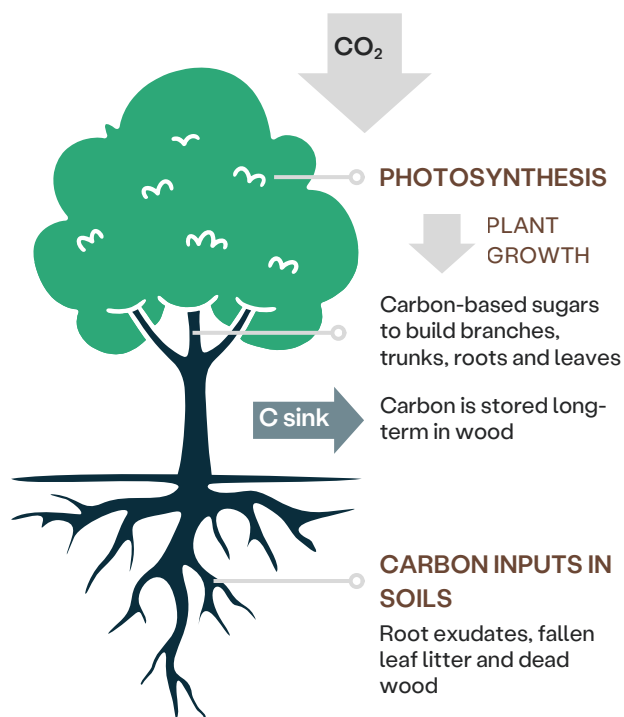 CO₂
PHOTOSYNTHESIS
PLANT
GROWTH
Carbon-based sugars
to build branches,
trunks, roots and leaves
C sink
Carbon is stored long-
term in wood
CARBON INPUTS IN
SOILS
Root exudates, fallen
leaf litter and dead
wood